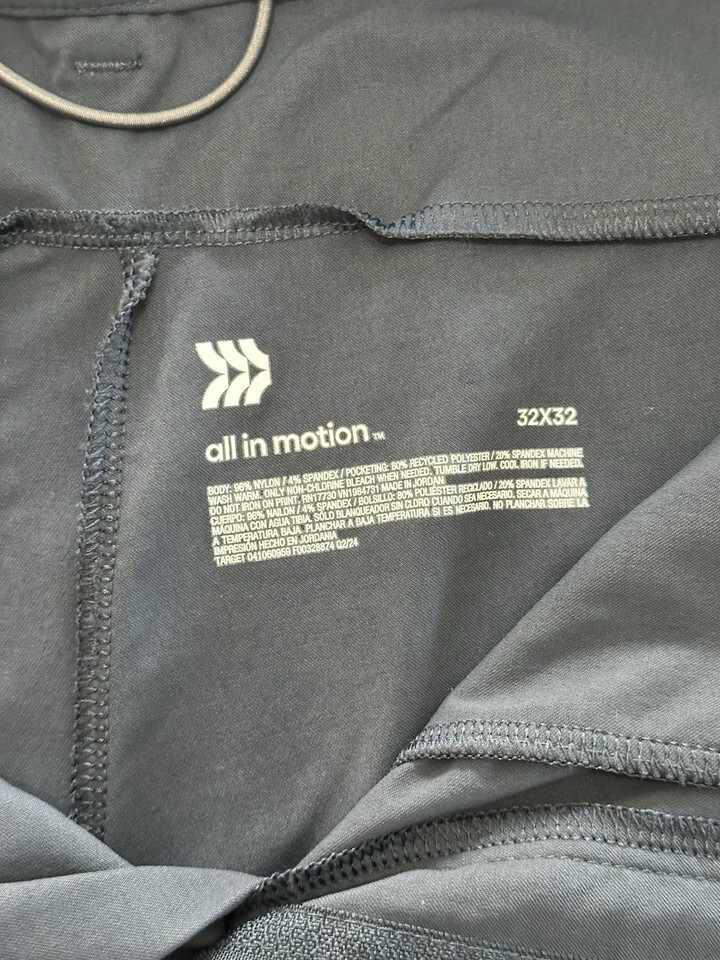 all in motion™
32X32
BODY: 96% NYLON / 4% SPANDEX / POCKETING: 80% RECYCLED POLYESTER / 20% SPANDEX MACHINE
WASH WARM. ONLY NON-CHLORINE BLEACH WHEN NEEDED. TUMBLE DRY LOW. COOL IRON IF NEEDED.
DO NOT IRON ON PRINT, RN17730 VN1984731 MADE IN JORDAN
CUERPO: 96% NAILON / 4% SPANDEX / BOLSILLO: 80% POLIÉSTER RECICLADO / 20% SPANDEX LAVAR A
MÁQUINA CON AGUA TIBIA. SÓLO BLANQUEADOR SIN CLORO CUANDO SEA NECESARIO. SECAR A MÁQUINA
A TEMPERATURA BAJA. PLANCHAR A BAJA TEMPERATURA SI ES NECESARIO. NO PLANCHAR SOBRE LA
IMPRESIÓN HECHO EN JORDANIA
TARGET 041060959 F00328874 02/24